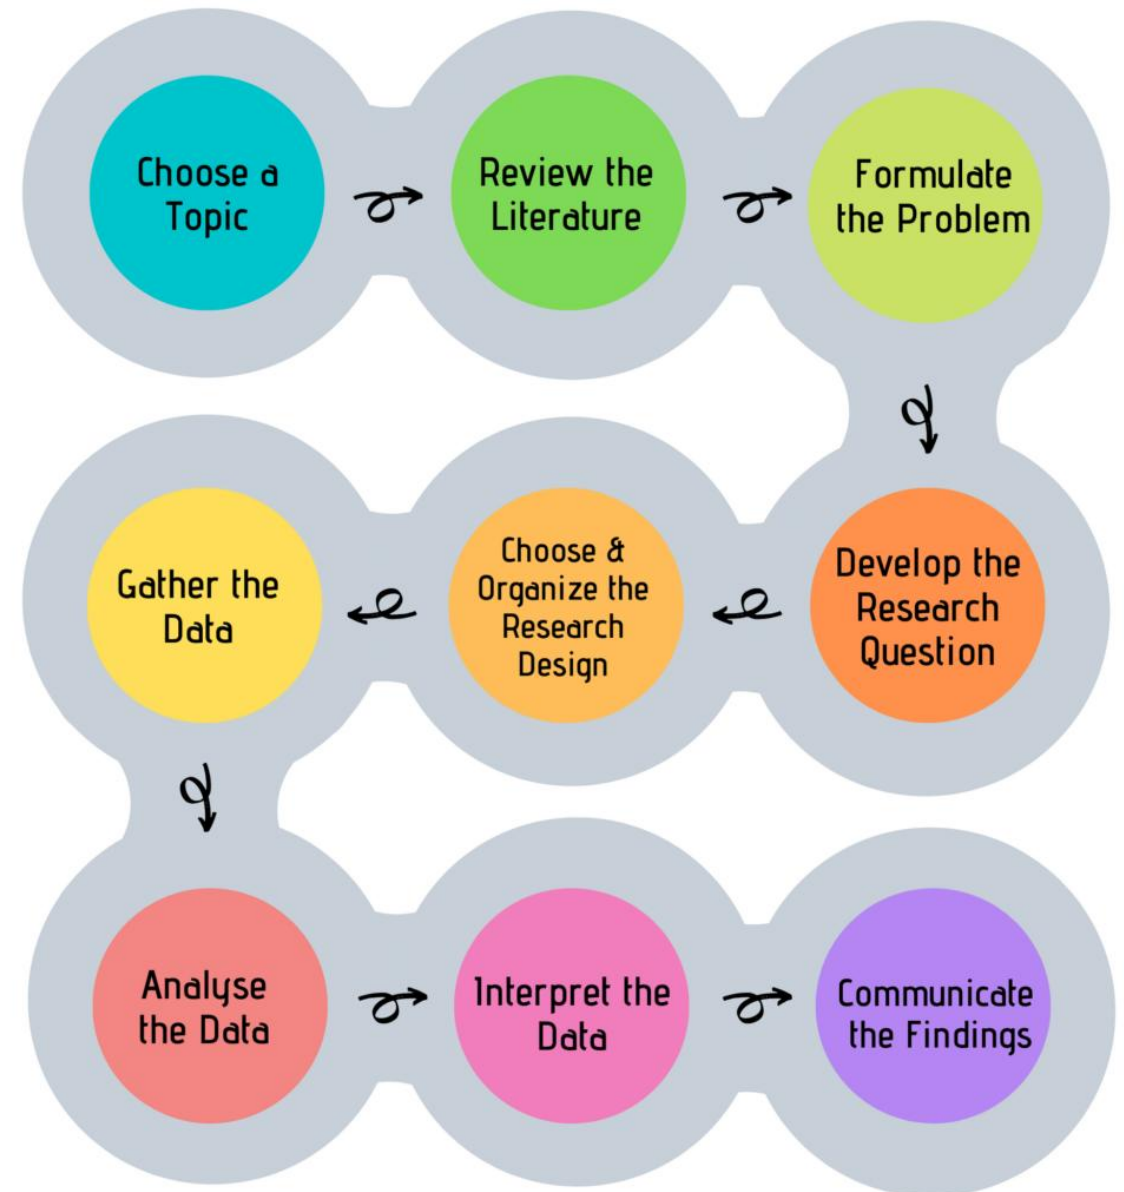 Choose a
Topic
Review the
Literature
Formulate
the Problem
Develop the
Research
Question
Choose &
Organize the
Research
Design
Gather the
Data
Analyse
the Data
Interpret the
Data
Communicate
the Findings